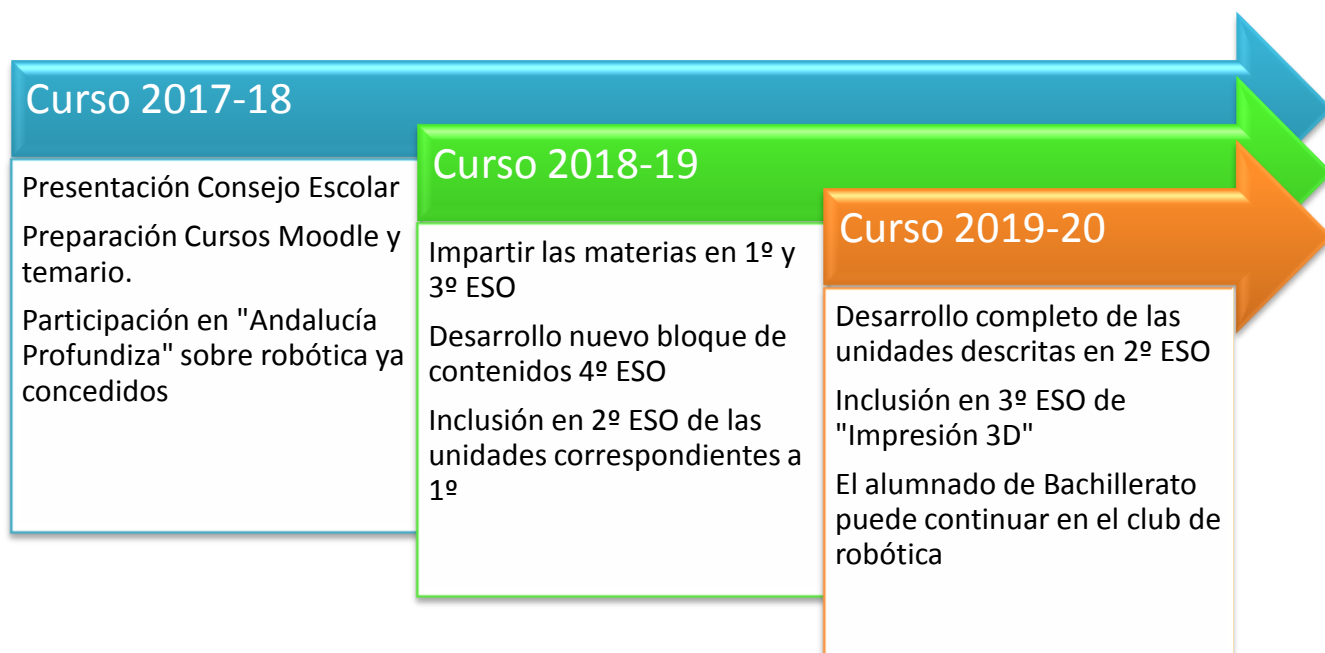 Curso 2017-18
Presentación Consejo Escolar
Preparación Cursos Moodle y
temario.
Participación en "Andalucía
Profundiza" sobre robótica ya
concedidos
Curso 2018-19
Impartir las materias en 1º y
3º ESO
Desarrollo nuevo bloque de
contenidos 4º ESO
Inclusión en 2º ESO de las
unidades correspondientes a
1º
Curso 2019-20
Desarrollo completo de las
unidades descritas en 2º ESO
Inclusión en 3º ESO de
"Impresión 3D"
El alumnado de Bachillerato
puede continuar en el club de
robótica